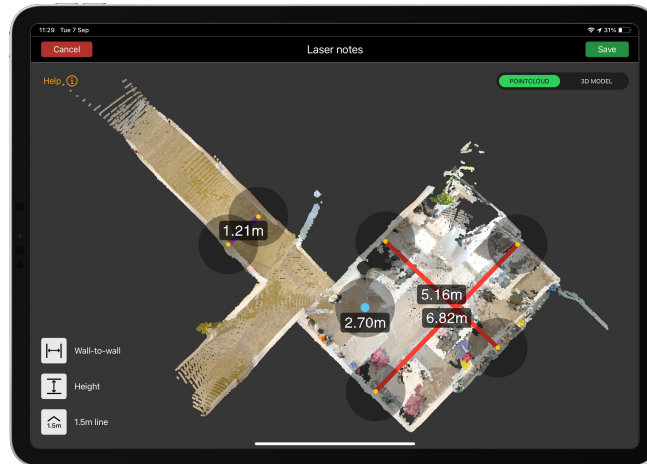 11:29 Tue 7 Sep
31%
Cancel
Laser notes
Save
Help
POINTCLOUD
3D MODEL
1.21m
5.16m
6.82m
2.70m
Wall-to-wall
Height
1.5m
1.5m line